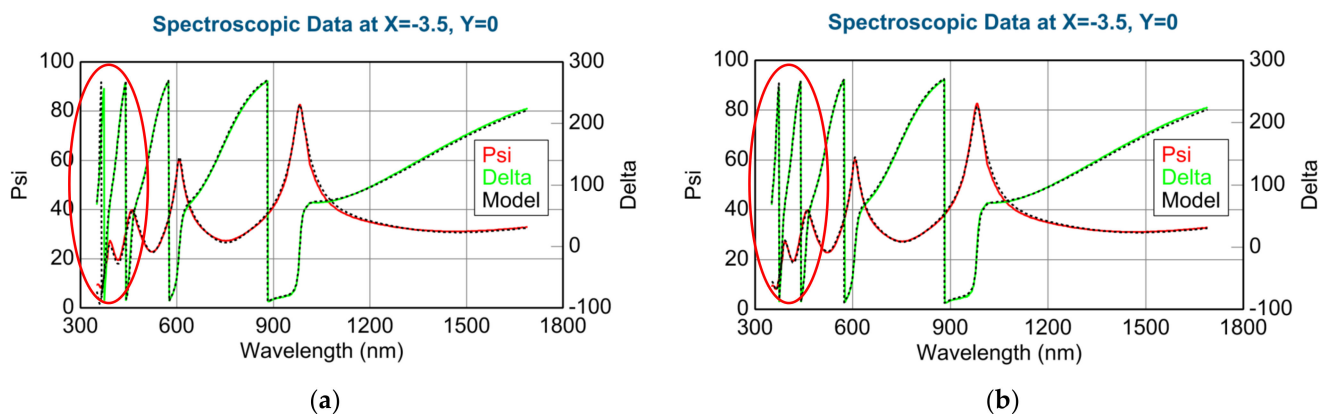 Spectroscopic Data at X=-3.5, Y=0
100
80
60
40
20
0
Psi
300
200
100
0
-100
Delta
Psi
Delta
Model
300 600 900 1200 1500 1800
Wavelength (nm)
(a)
Spectroscopic Data at X=-3.5, Y=0
100
80
60
40
20
0
Psi
300
200
100
0
-100
Delta
Psi
Delta
Model
300 600 900 1200 1500 1800
Wavelength (nm)
(b)